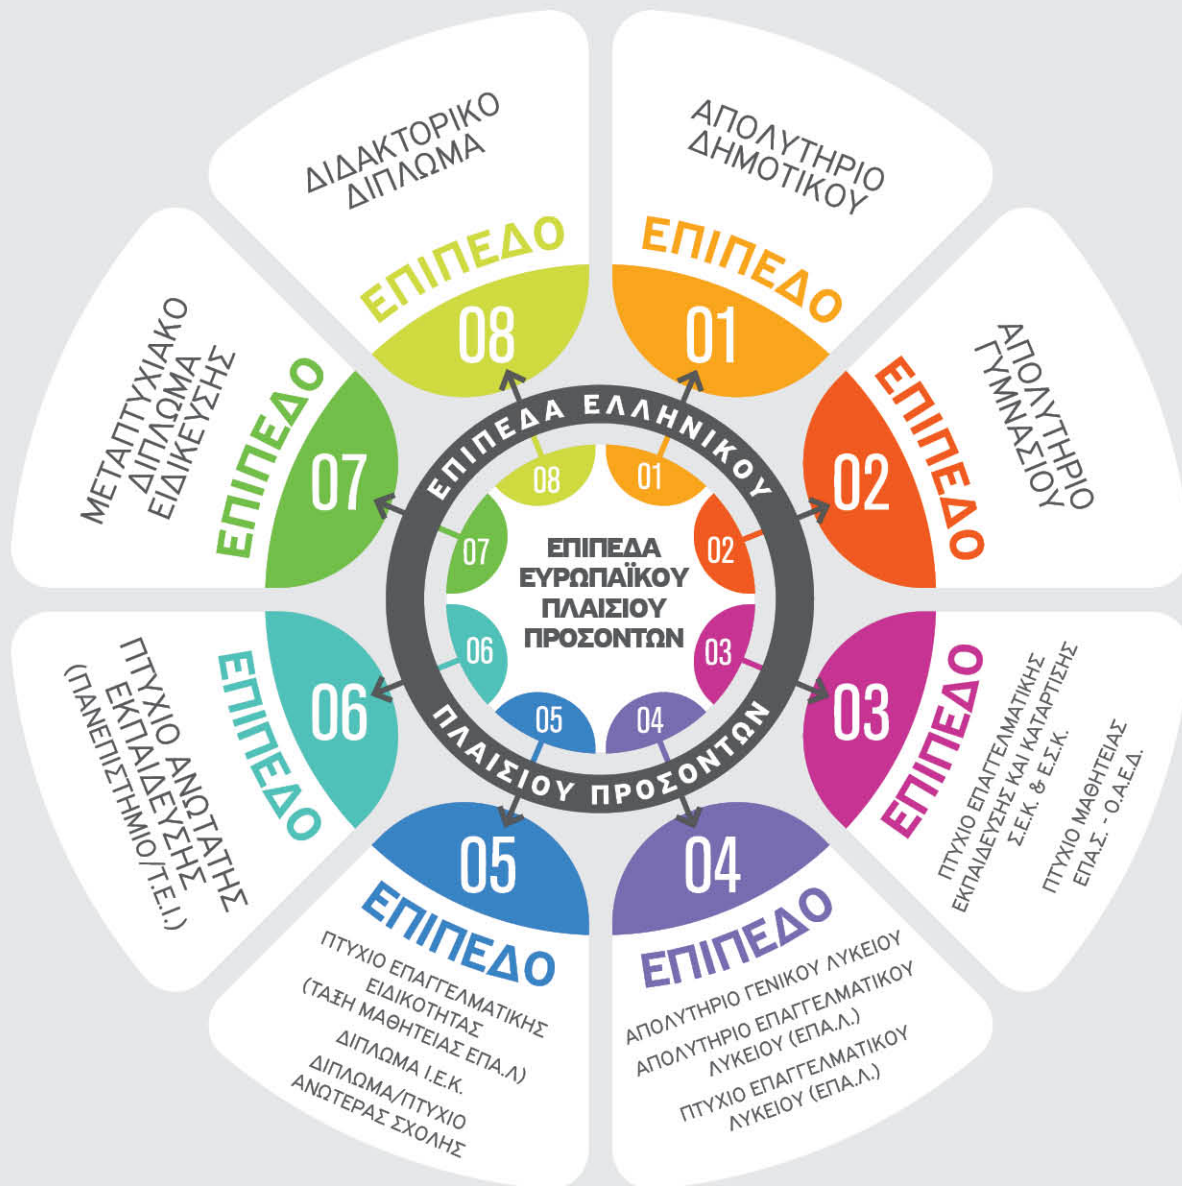 ΕΠΙΠΕΔΑ
ΕΥΡΩΠΑΪΚΟΥ
ΠΛΑΙΣΙΟΥ
ΠΡΟΣΟΝΤΩΝ
01
02
03
04
05
06
07
08
ΕΠΙΠΕΔΑ ΕΛΛΗΝΙΚΟΥ
ΠΛΑΙΣΙΟΥ ΠΡΟΣΟΝΤΩΝ
ΑΠΟΛΥΤΗΡΙΟ
ΔΗΜΟΤΙΚΟΥ
ΕΠΙΠΕΔΟ
01
ΑΠΟΛΥΤΗΡΙΟ
ΓΥΜΝΑΣΙΟΥ
ΕΠΙΠΕΔΟ
02
ΕΠΙΠΕΔΟ
03
ΠΤΥΧΙΟ ΕΠΑΓΓΕΛΜΑΤΙΚΗΣ
ΕΚΠΑΙΔΕΥΣΗΣ ΚΑΙ ΚΑΤΑΡΤΙΣΗΣ
Σ.Ε.Κ. & Ε.Σ.Κ.
ΠΤΥΧΙΟ ΜΑΘΗΤΕΙΑΣ
ΕΠΑ.Σ. - Ο.Α.Ε.Δ.
04
ΕΠΙΠΕΔΟ
ΑΠΟΛΥΤΗΡΙΟ ΓΕΝΙΚΟΥ ΛΥΚΕΙΟΥ
ΑΠΟΛΥΤΗΡΙΟ ΕΠΑΓΓΕΛΜΑΤΙΚΟΥ
ΛΥΚΕΙΟΥ (ΕΠΑ.Λ.)
ΠΤΥΧΙΟ ΕΠΑΓΓΕΛΜΑΤΙΚΟΥ
ΛΥΚΕΙΟΥ (ΕΠΑ.Λ.)
05
ΕΠΙΠΕΔΟ
ΠΤΥΧΙΟ ΕΠΑΓΓΕΛΜΑΤΙΚΗΣ
ΕΙΔΙΚΟΤΗΤΑΣ
(ΤΑΞΗ ΜΑΘΗΤΕΙΑΣ ΕΠΑ.Λ)
ΔΙΠΛΩΜΑ Ι.Ε.Κ.
ΔΙΠΛΩΜΑ/ΠΤΥΧΙΟ
ΑΝΩΤΕΡΑΣ ΣΧΟΛΗΣ
06
ΕΠΙΠΕΔΟ
ΠΤΥΧΙΟ ΑΝΩΤΑΤΗΣ
ΕΚΠΑΙΔΕΥΣΗΣ
(ΠΑΝΕΠΙΣΤΗΜΙΟ/Τ.Ε.Ι.)
ΜΕΤΑΠΤΥΧΙΑΚΟ
ΔΙΠΛΩΜΑ
ΕΙΔΙΚΕΥΣΗΣ
ΕΠΙΠΕΔΟ
07
ΔΙΔΑΚΤΟΡΙΚΟ
ΔΙΠΛΩΜΑ
ΕΠΙΠΕΔΟ
08